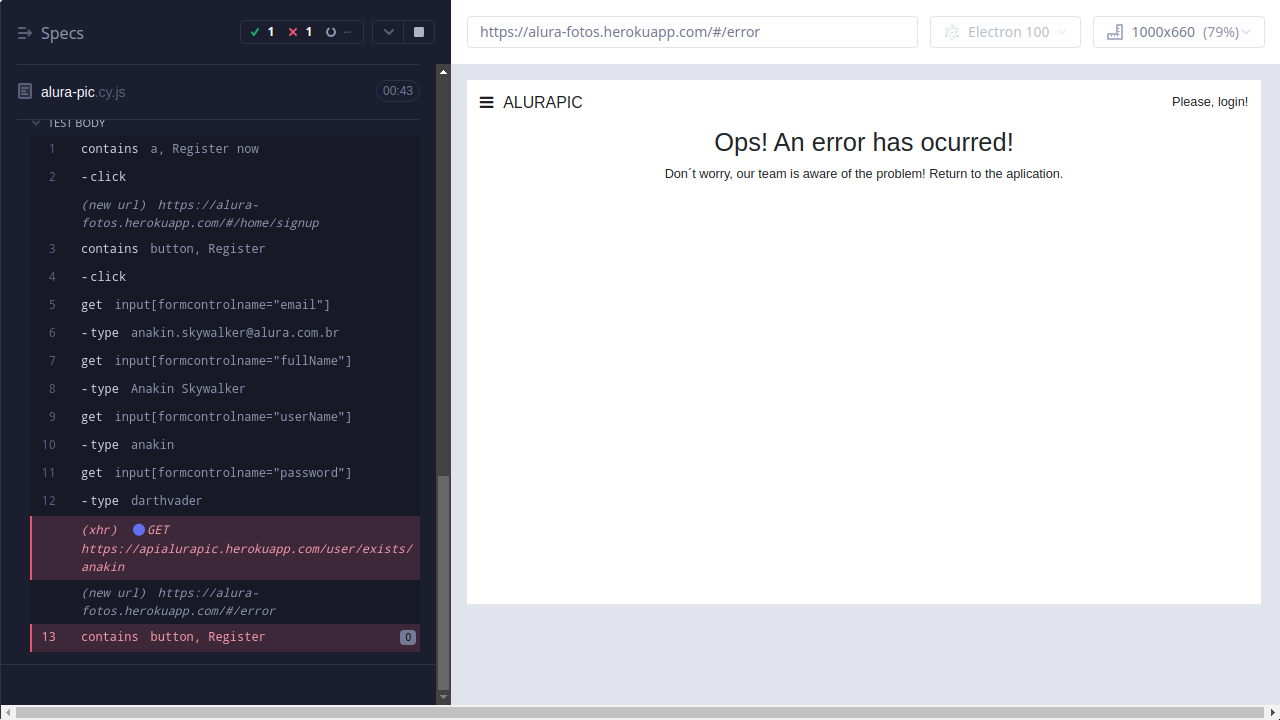 Specs
1 1 --
alura-pic.cy.js
00:43
TEST BODY
1 contains a, Register now
2 -click
(new url) https://alura-
fotos.herokuapp.com/#/home/signup
3 contains button, Register
4 -click
5 get input[formcontrolname="email"]
6 -type anakin.skywalker@alura.com.br
7 get input[formcontrolname="fullName"]
8 -type Anakin Skywalker
9 get input[formcontrolname="userName"]
10 -type anakin
11 get input[formcontrolname="password"]
12 -type darthvader
(xhr) GET
https://apialurapic.herokuapp.com/user/exists/
anakin
(new url) https://alura-
fotos.herokuapp.com/#/error
13 contains button, Register 0
https://alura-fotos.herokuapp.com/#/error
Electron 100
1000x660 (79%)
ALURAPIC
Please, login!
Ops! An error has ocurred!
Don´t worry, our team is aware of the problem! Return to the aplication.